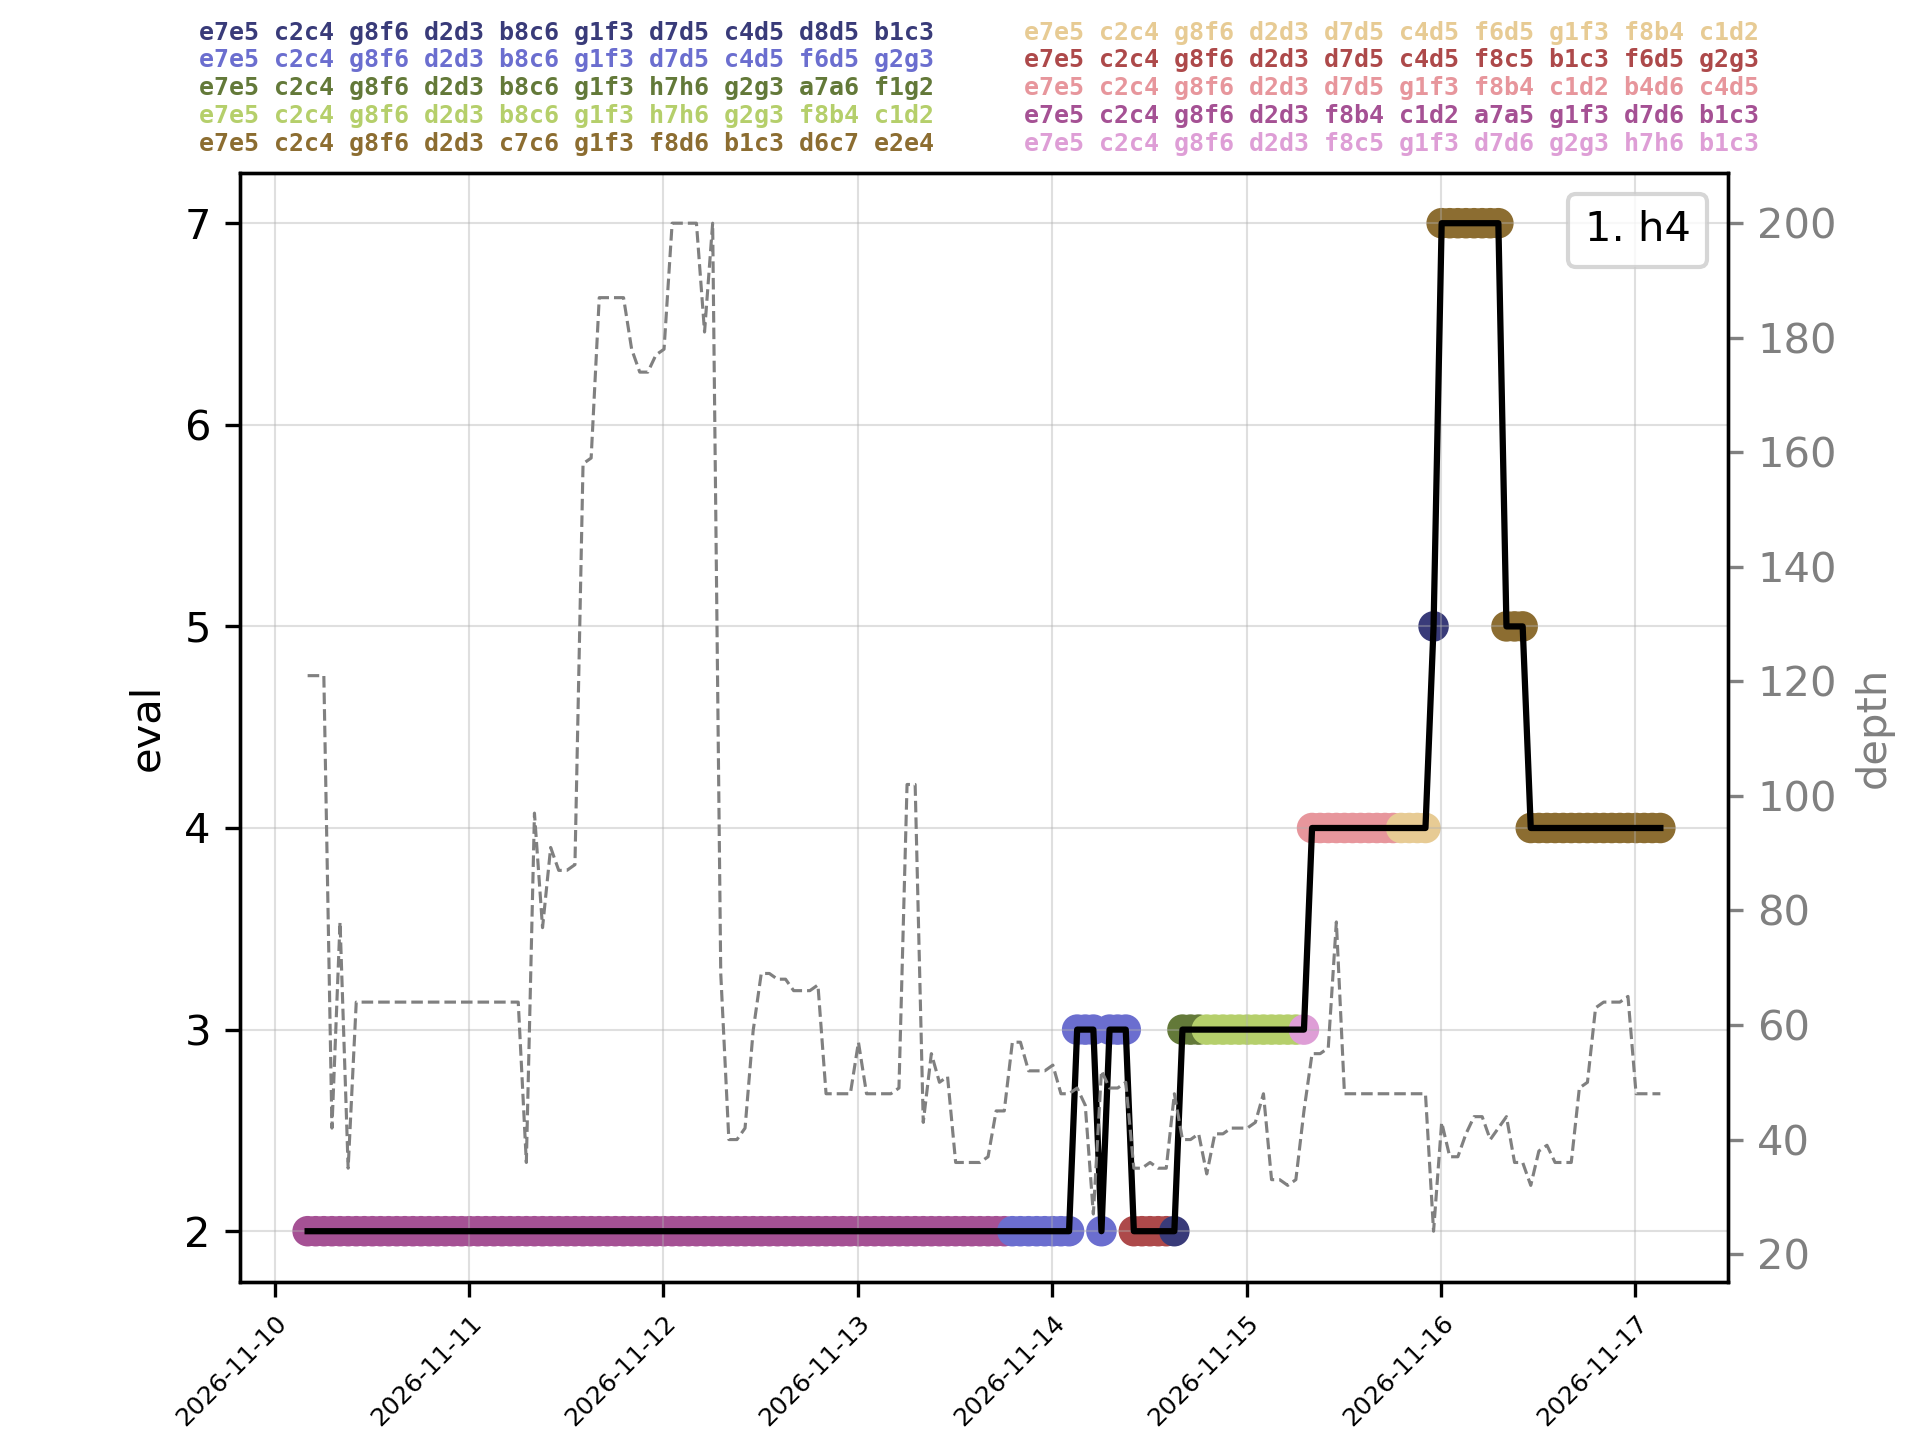 e7e5 c2c4 g8f6 d2d3 b8c6 g1f3 d7d5 c4d5 d8d5 b1c3
e7e5 c2c4 g8f6 d2d3 b8c6 g1f3 d7d5 c4d5 f6d5 g2g3
e7e5 c2c4 g8f6 d2d3 b8c6 g1f3 h7h6 g2g3 a7a6 f1g2
e7e5 c2c4 g8f6 d2d3 b8c6 g1f3 h7h6 g2g3 f8b4 c1d2
e7e5 c2c4 g8f6 d2d3 c7c6 g1f3 f8d6 b1c3 d6c7 e2e4
e7e5 c2c4 g8f6 d2d3 d7d5 c4d5 f6d5 g1f3 f8b4 c1d2
e7e5 c2c4 g8f6 d2d3 d7d5 c4d5 f8c5 b1c3 f6d5 g2g3
e7e5 c2c4 g8f6 d2d3 d7d5 g1f3 f8b4 c1d2 b4d6 c4d5
e7e5 c2c4 g8f6 d2d3 f8b4 c1d2 a7a5 g1f3 d7d6 b1c3
e7e5 c2c4 g8f6 d2d3 f8c5 g1f3 d7d6 g2g3 h7h6 b1c3
1. h4
eval
7
6
5
4
3
2
depth
200
180
160
140
120
100
80
60
40
20
2026-11-10
2026-11-11
2026-11-12
2026-11-13
2026-11-14
2026-11-15
2026-11-16
2026-11-17